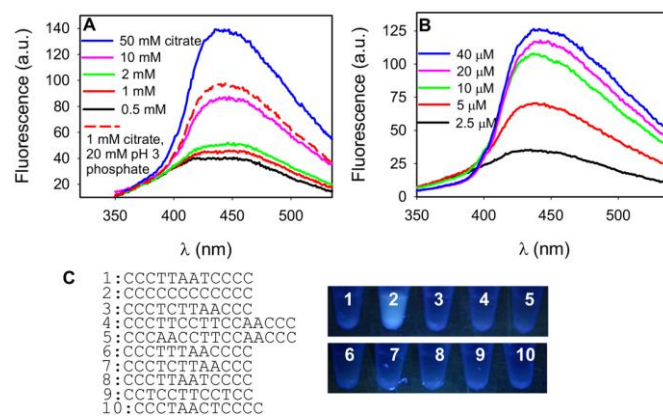 A
Fluorescence (a.u.)
140
120
100
80
60
40
20
50 mM citrate
10 mM
2 mM
1 mM
0.5 mM
1 mM citrate,
20 mM pH 3
phosphate
350 400 450 500
λ (nm)
B
Fluorescence (a.u.)
125
100
75
50
25
0
40 µM
20 µM
10 µM
5 µM
2.5 µM
350 400 450 500
λ (nm)
C
1:CCCTTAATCCCC
2:CCCCCCCCCCCC
3:CCCTCTTAACCC
4:CCCTTCCTTCCAACCC
5:CCCAACCTTCCAACCC
6:CCCTTTAACCCC
7:CCCTCTTAACCC
8:CCCTTAATCCCC
9:CCTCCTTCCTCC
10:CCCTAACTCCCC
1 2 3 4 5
6 7 8 9 10